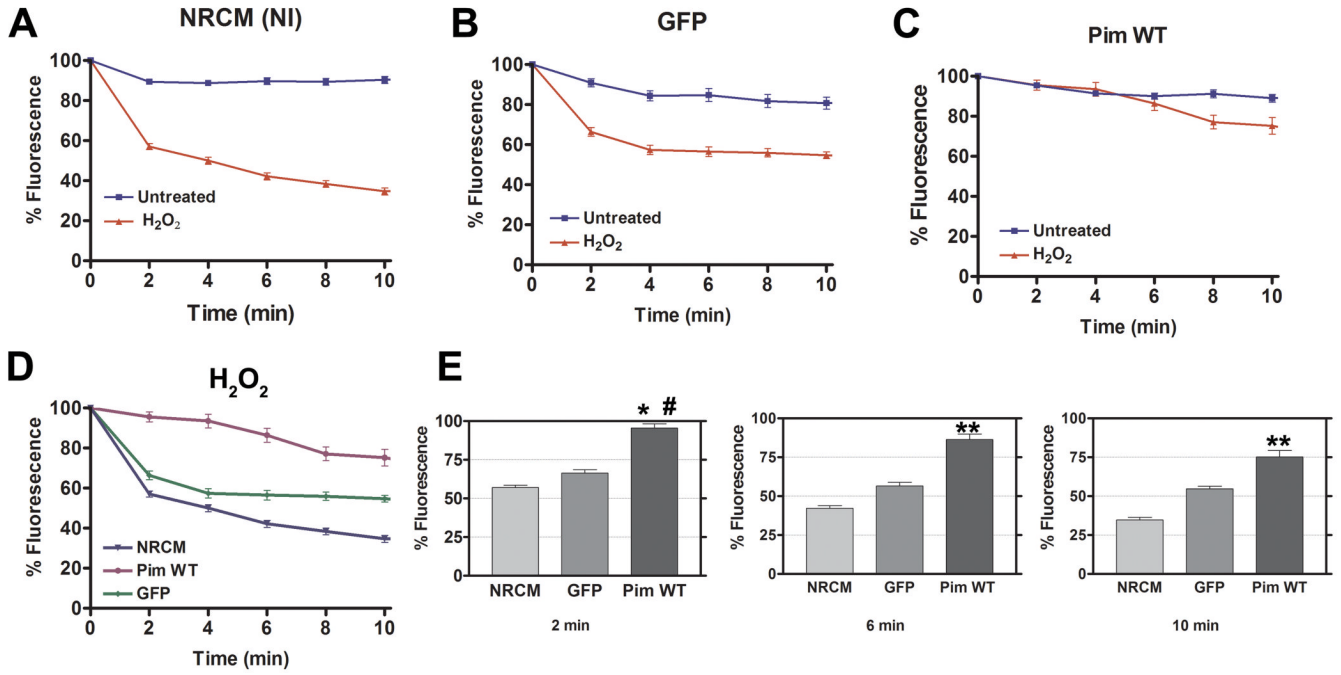 A
NRCM (NI)
% Fluorescence
100
80
60
40
20
0
Untreated
H₂O₂
0 2 4 6 8 10
Time (min)
B
GFP
% Fluorescence
100
80
60
40
20
0
Untreated
H₂O₂
0 2 4 6 8 10
Time (min)
C
Pim WT
% Fluorescence
100
80
60
40
20
0
Untreated
H₂O₂
0 2 4 6 8 10
Time (min)
D
H₂O₂
% Fluorescence
100
80
60
40
20
0
NRCM
Pim WT
GFP
0 2 4 6 8 10
Time (min)
E
% Fluorescence
100
75
50
25
0
* #
NRCM GFP Pim WT
2 min
% Fluorescence
100
75
50
25
0
**
NRCM GFP Pim WT
6 min
% Fluorescence
100
75
50
25
0
**
NRCM GFP Pim WT
10 min